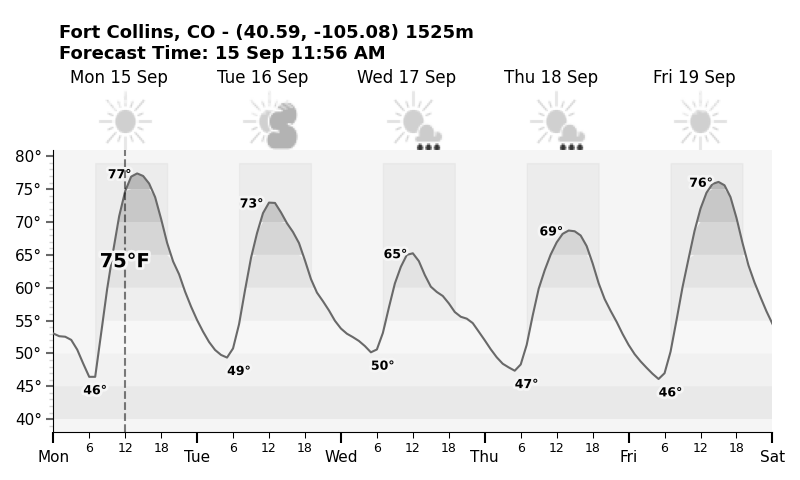 Fort Collins, CO - (40.59, -105.08) 1525m
Forecast Time: 15 Sep 11:56 AM
Mon 15 Sep Tue 16 Sep Wed 17 Sep Thu 18 Sep Fri 19 Sep
80°
75°
70°
65°
60°
55°
50°
45°
40°
77° 73° 65° 69° 76°
75°F
46° 49° 50° 47° 46°
6 12 18 6 12 18 6 12 18 6 12 18 6 12 18
Mon Tue Wed Thu Fri Sat